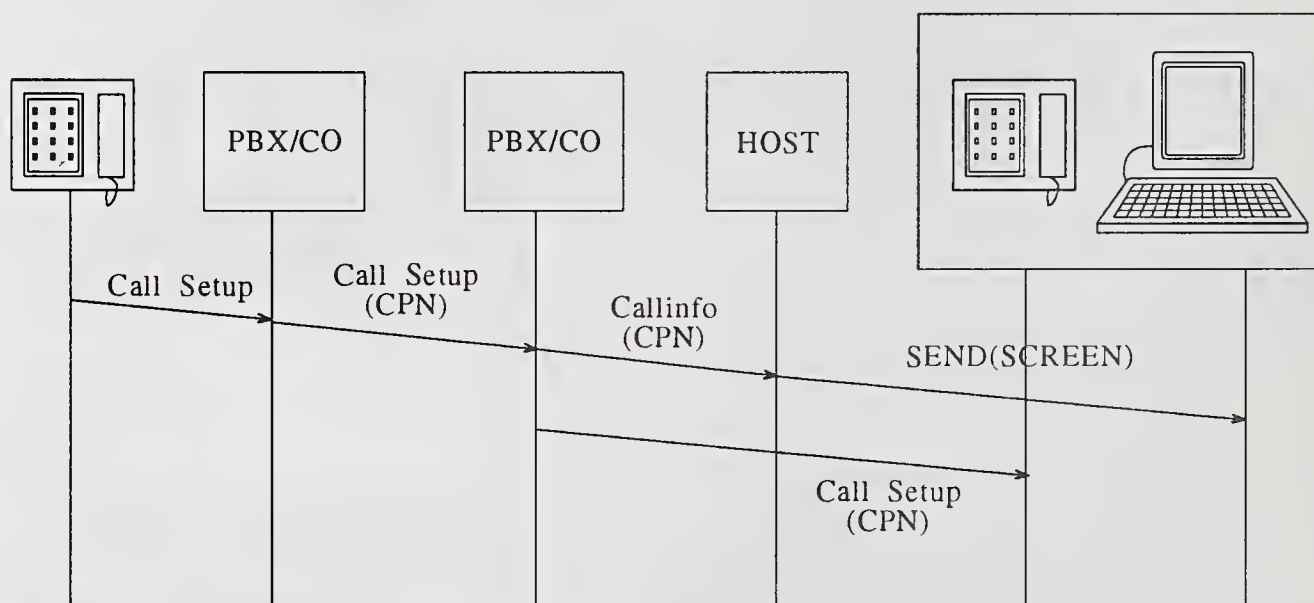 PBX/CO
PBX/CO
HOST
Call Setup
Call Setup
(CPN)
Callinfo
(CPN)
SEND(SCREEN)
Call Setup
(CPN)